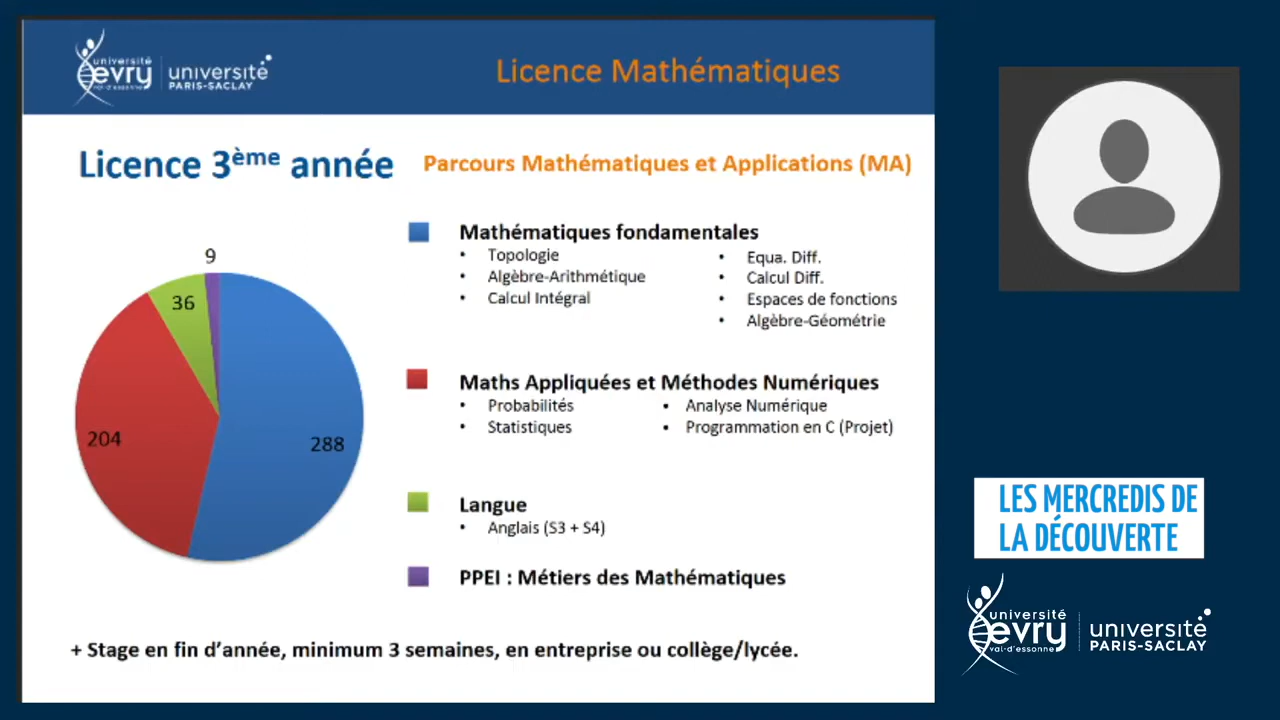 université
evry
val-d'essonne
université
PARIS-SACLAY
Licence Mathématiques
Licence 3ème année
Parcours Mathématiques et Applications (MA)
9
36
204
288
Mathématiques fondamentales
• Topologie
• Algèbre-Arithmétique
• Calcul Intégral
• Equa. Diff.
• Calcul Diff.
• Espaces de fonctions
• Algèbre-Géométrie
Maths Appliquées et Méthodes Numériques
• Probabilités
• Statistiques
• Analyse Numérique
• Programmation en C (Projet)
Langue
• Anglais (S3 + S4)
PPEI : Métiers des Mathématiques
+ Stage en fin d'année, minimum 3 semaines, en entreprise ou collège/lycée.
LES MERCREDIS DE
LA DÉCOUVERTE
université
evry
val-d'essonne
université
PARIS-SACLAY